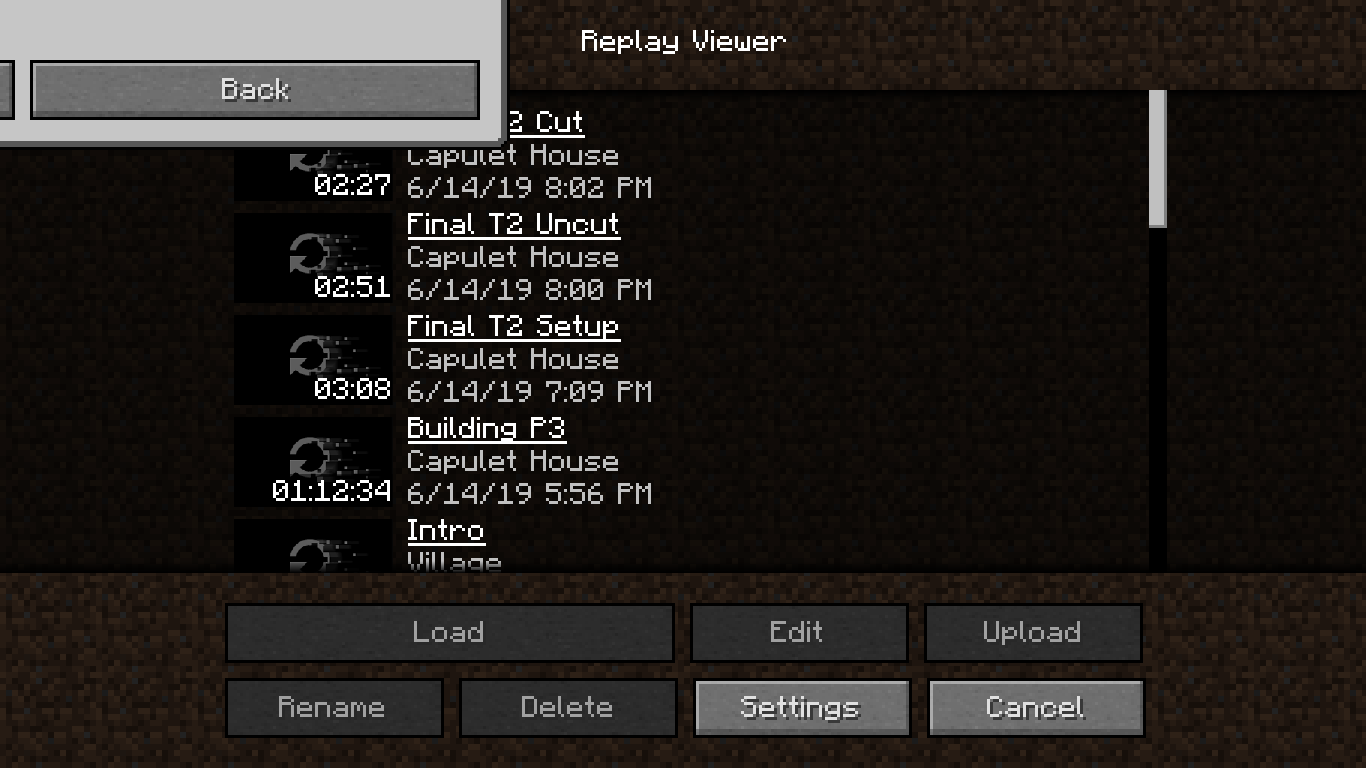 Replay Viewer
Back
2 Cut
Capulet House
02:27
6/14/19 8:02 PM
Final T2 Uncut
Capulet House
02:51
6/14/19 8:00 PM
Final T2 Setup
Capulet House
03:08
6/14/19 7:09 PM
Building P3
Capulet House
01:12:34
6/14/19 5:56 PM
Intro
Village
Load
Edit
Upload
Rename
Delete
Settings
Cancel